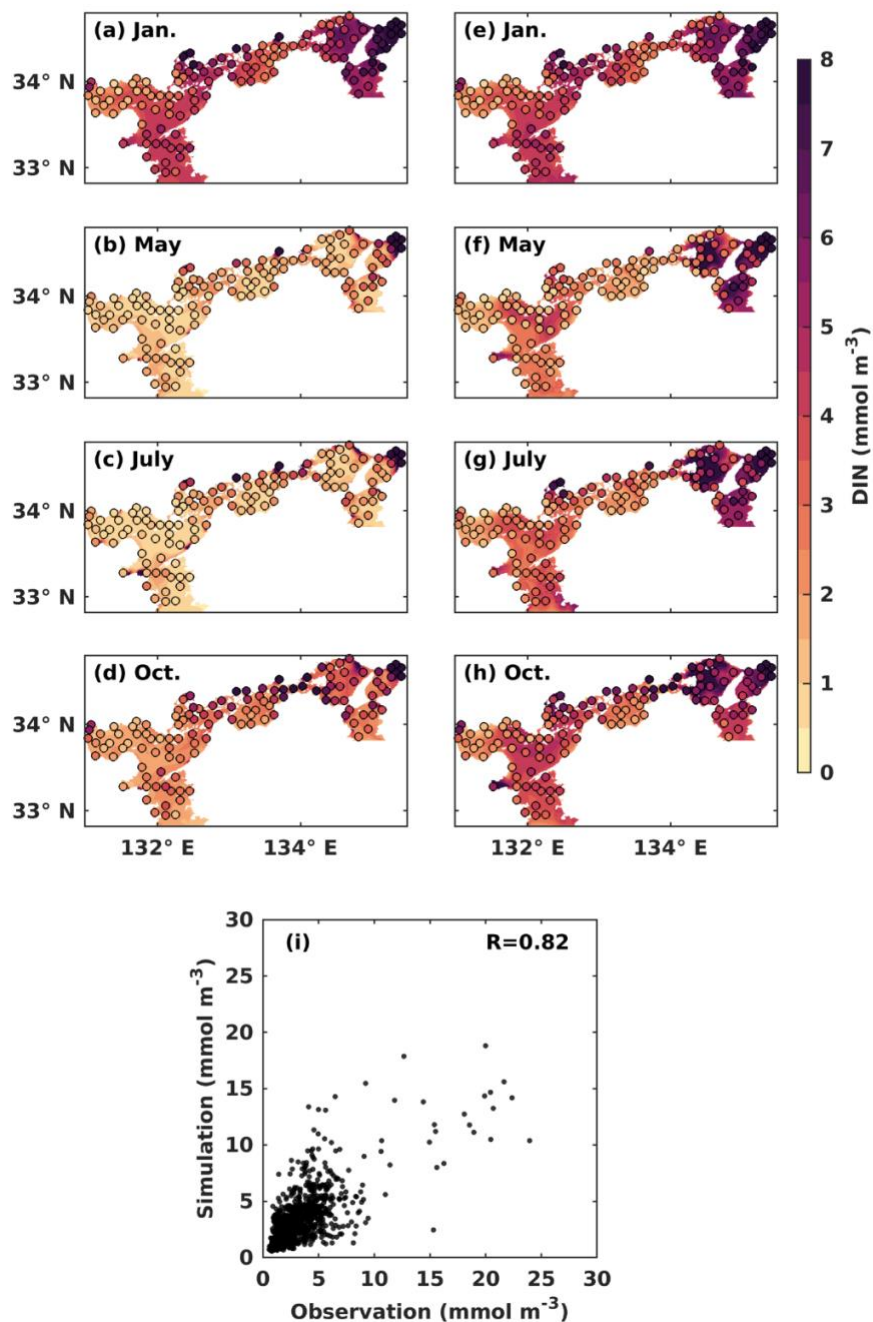 (a) Jan.
(e) Jan.
34° N
33° N
(b) May
(f) May
34° N
33° N
(c) July
(g) July
34° N
33° N
(d) Oct.
(h) Oct.
34° N
33° N
132° E
134° E
132° E
134° E
8
7
6
5
4
3
2
1
0
DIN (mmol m-3)
(i)
R=0.82
30
25
20
15
10
5
0
Simulation (mmol m-3)
0
5
10
15
20
25
30
Observation (mmol m-3)